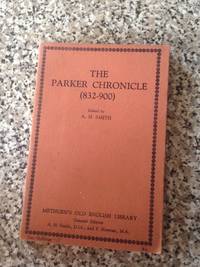 THE
PARKER CHRONICLE
(832-900)
Edited by
A. H. SMITH
METHUEN'S OLD ENGLISH LIBRARY
General Editors
A. H. Smith, D.Lit., and F. Norman, M.A.